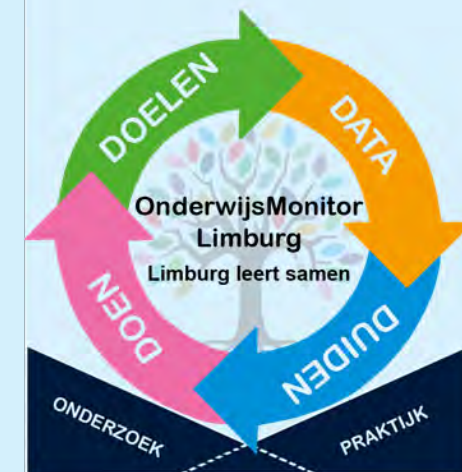 DOELEN
DATA
OnderwijsMonitor
Limburg
Limburg leert samen
DUIDEN
DOEN
ONDERZOEK
PRAKTIJK